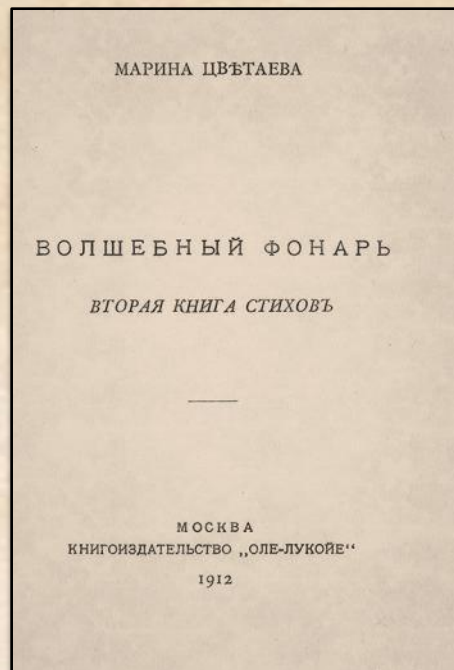 МАРИНА ЦВѢТАЕВА
ВОЛШЕБНЫЙ ФОНАРЬ
ВТОРАЯ КНИГА СТИХОВЪ
МОСКВА
КНИГОИЗДАТЕЛЬСТВО „ОЛЕ-ЛУКОЙЕ“
1912